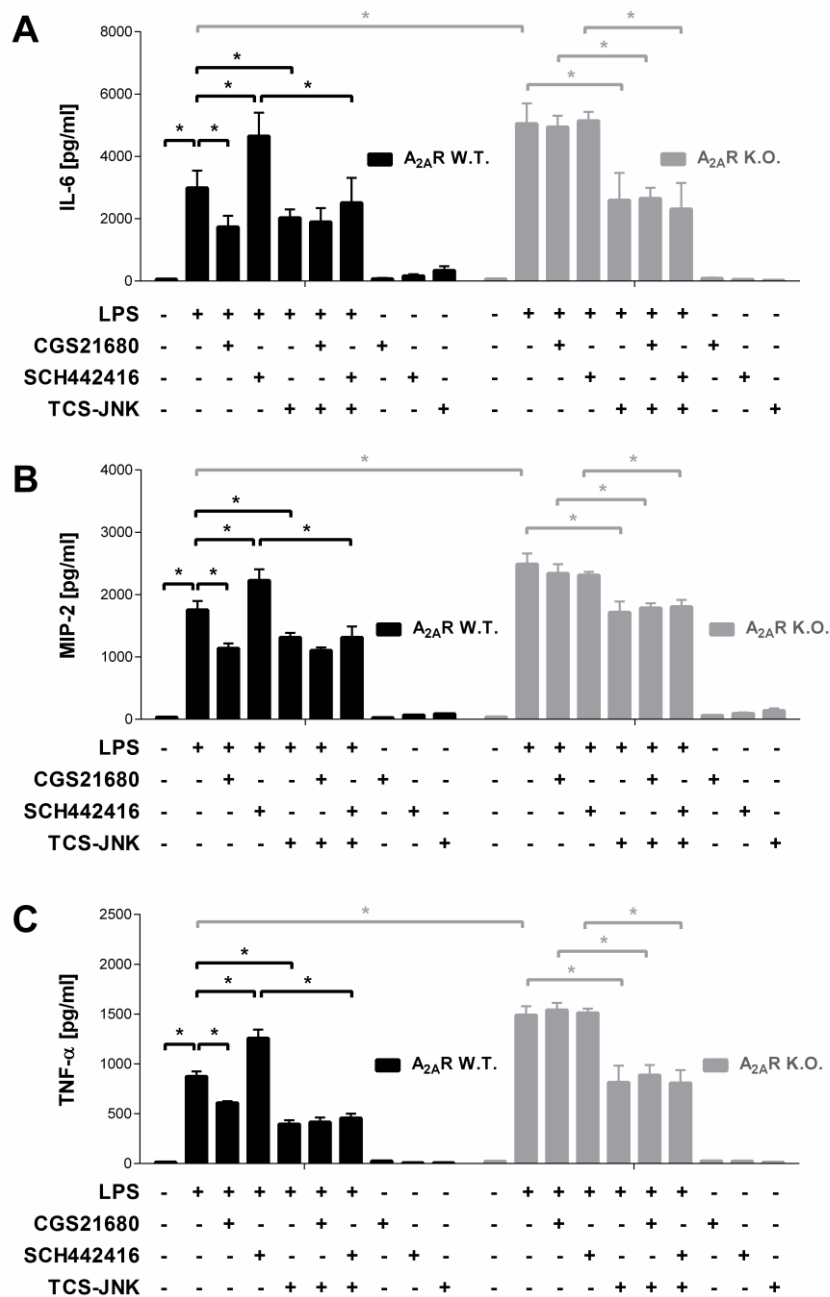 A
8000
* *
*
*
6000
* * *
* *
IL-6 [pg/ml]
A2AR W.T. A2AR K.O.
4000
2000
0
LPS - + + + + + + - - - - + + + + + + - - -
CGS21680 - - + - - + - + - - - - + - - + - + - -
SCH442416 - - - + - - + - + - - - - + - - + - + -
TCS-JNK - - - - + + + - - + - - - - + + + - - +
B
4000
* *
*
*
3000
* * *
* *
MIP-2 [pg/ml]
2000
A2AR W.T. A2AR K.O.
1000
0
LPS - + + + + + + - - - - + + + + + + - - -
CGS21680 - - + - - + - + - - - - + - - + - + - -
SCH442416 - - - + - - + - + - - - - + - - + - + -
TCS-JNK - - - - + + + - - + - - - - + + + - - +
C
2500
* *
*
*
2000
* * *
1500
* *
TNF-α [pg/ml]
1000
A2AR W.T. A2AR K.O.
500
0
LPS - + + + + + + - - - - + + + + + + - - -
CGS21680 - - + - - + - + - - - - + - - + - + - -
SCH442416 - - - + - - + - + - - - - + - - + - + -
TCS-JNK - - - - + + + - - + - - - - + + + - - +